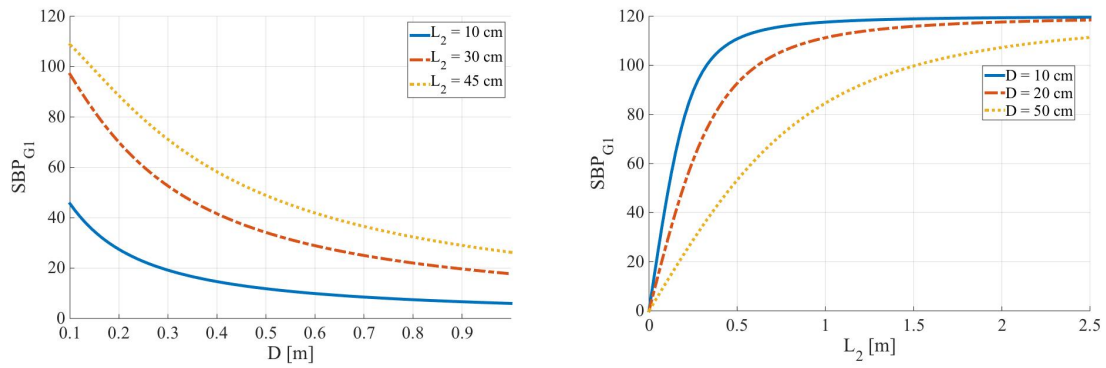 120
100
80
60
40
20
0
SBP_G1
0.1 0.2 0.3 0.4 0.5 0.6 0.7 0.8 0.9
D [m]
L_2 = 10 cm
L_2 = 30 cm
L_2 = 45 cm
120
100
80
60
40
20
0
SBP_G1
0 0.5 1 1.5 2 2.5
L_2 [m]
D = 10 cm
D = 20 cm
D = 50 cm